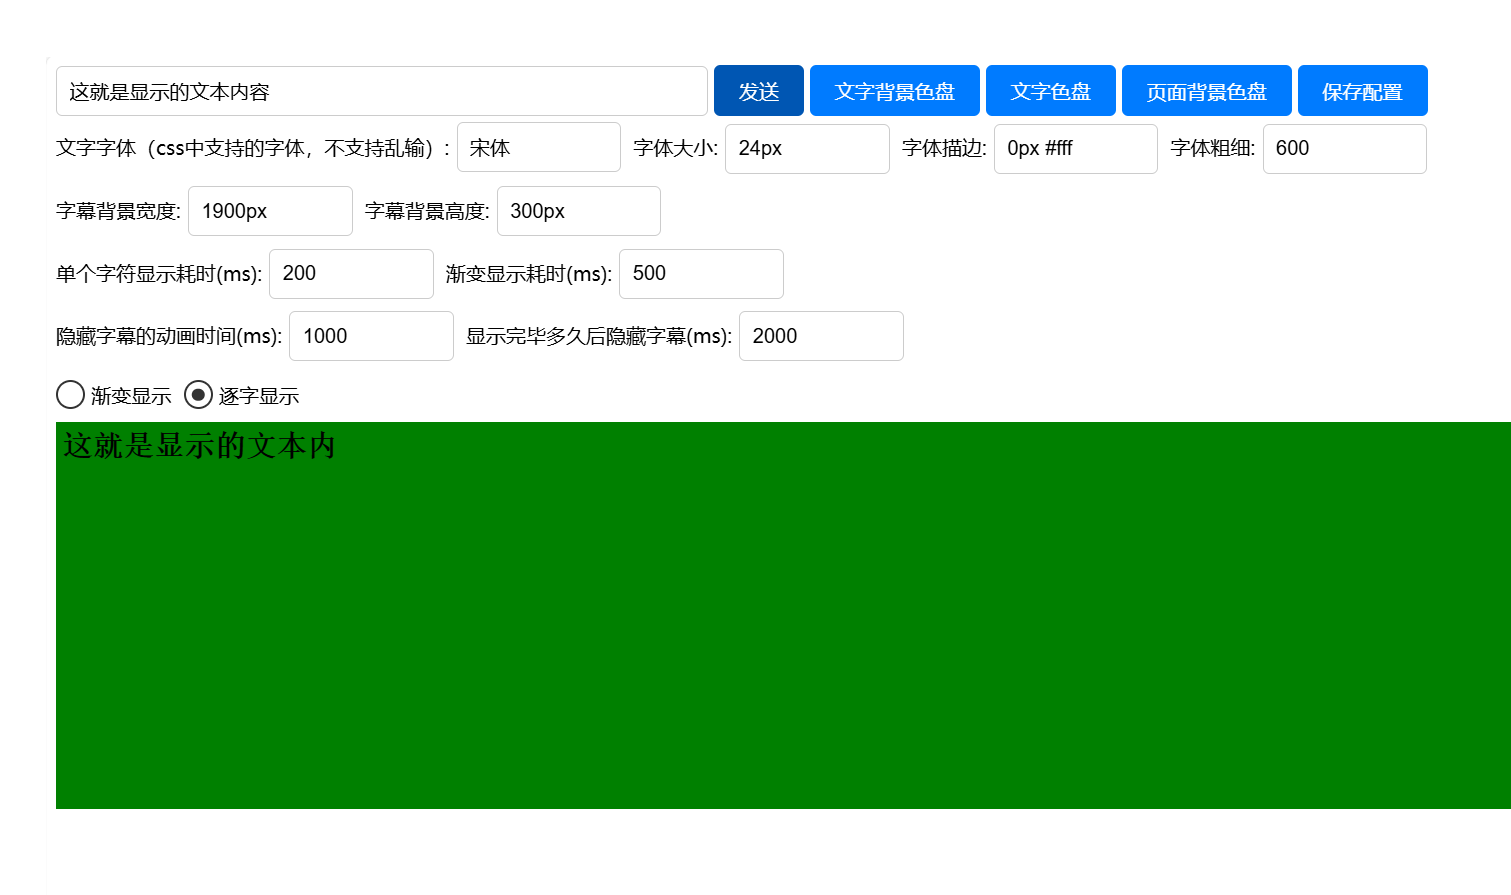 这就是显示的文本内容 发送 文字背景色盘 文字色盘 页面背景色盘 保存配置
文字字体（css中支持的字体，不支持乱输）: 宋体 字体大小: 24px 字体描边: 0px #fff 字体粗细: 600
字幕背景宽度: 1900px 字幕背景高度: 300px
单个字符显示耗时(ms): 200 渐变显示耗时(ms): 500
隐藏字幕的动画时间(ms): 1000 显示完毕多久后隐藏字幕(ms): 2000
渐变显示 逐字显示
这就是显示的文本内